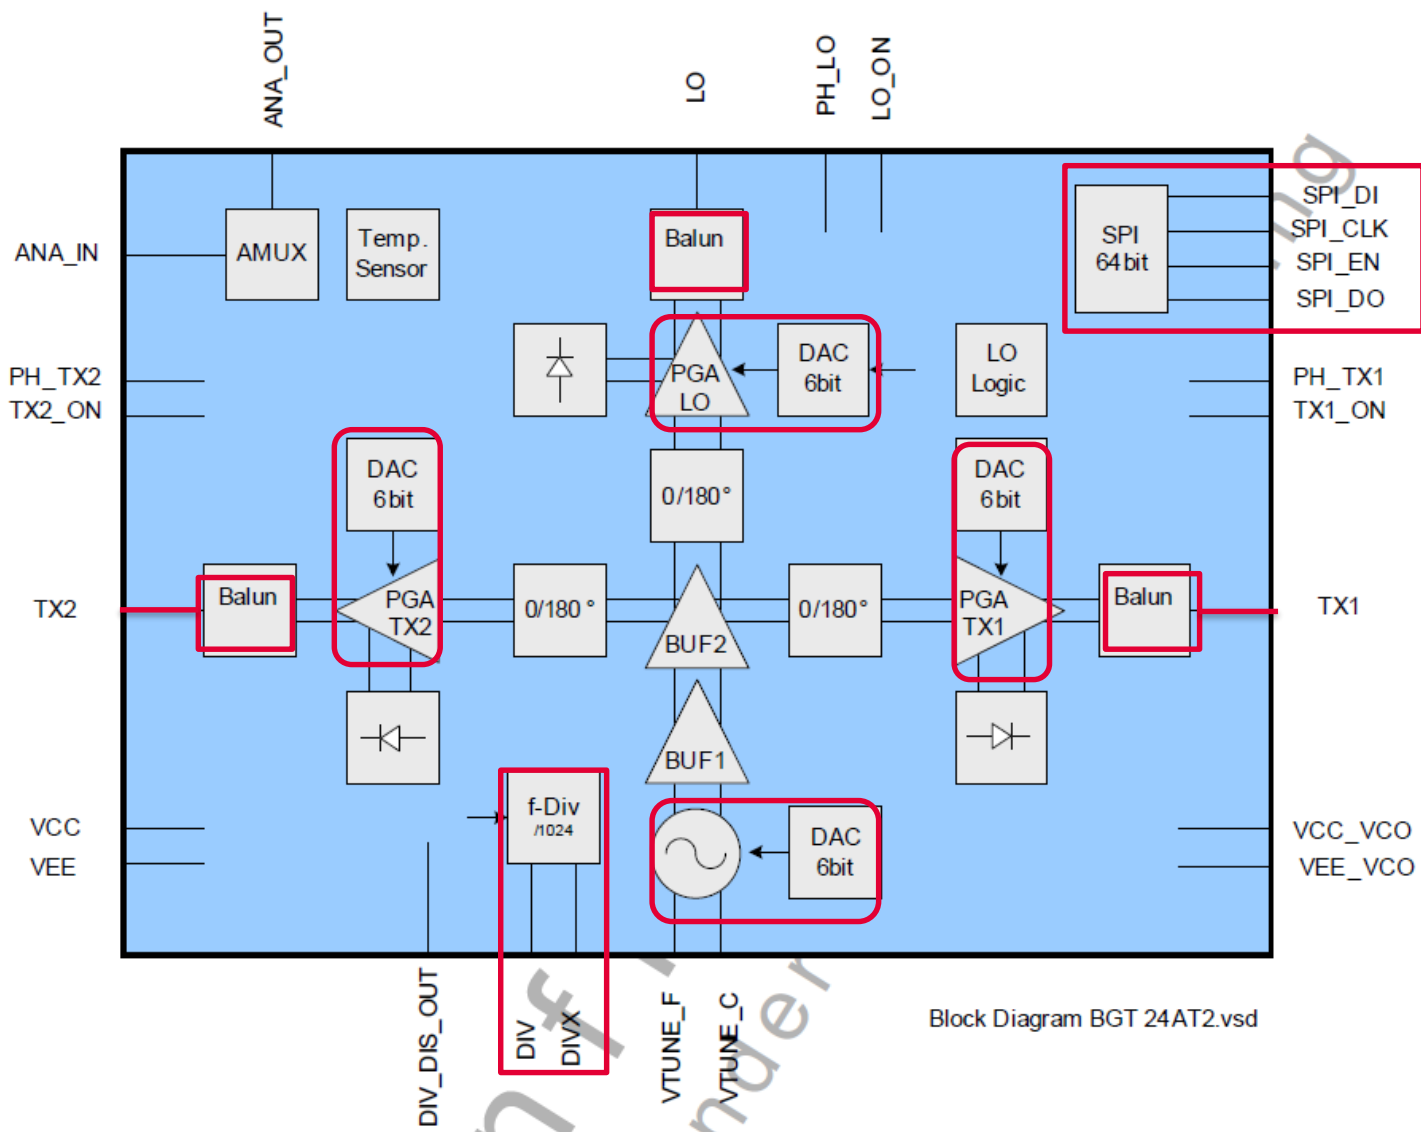 ANA_OUT
LO
PH_LO
LO_ON
ANA_IN
AMUX
Temp.
Sensor
Balun
SPI
64bit
SPI_DI
SPI_CLK
SPI_EN
SPI_DO
PH_TX2
TX2_ON
PGA
LO
DAC
6bit
LO
Logic
PH_TX1
TX1_ON
DAC
6bit
0/180°
DAC
6bit
TX2
Balun
PGA
TX2
0/180°
BUF2
0/180°
PGA
TX1
Balun
TX1
BUF1
VCC
VEE
f-Div
/1024
DAC
6bit
VCC_VCO
VEE_VCO
DIV_DIS_OUT
DIV
DIVX
VTUNE_F
VTUNE_C
Block Diagram BGT 24AT2.vsd